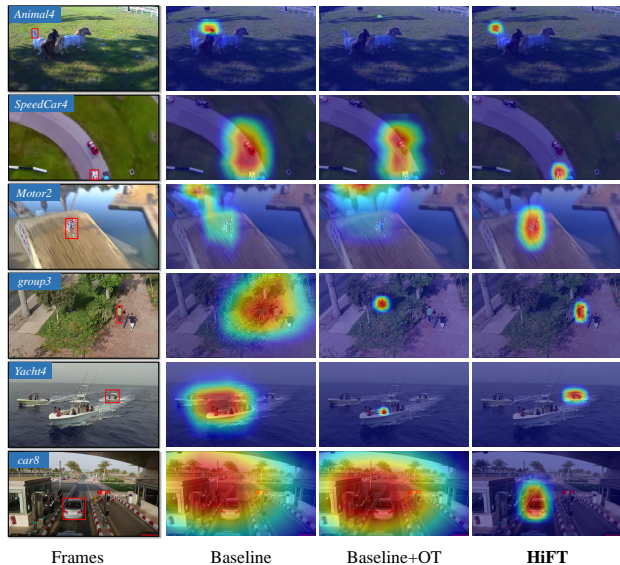 Animal4
SpeedCar4
Motor2
group3
Yacht4
car8
Frames Baseline Baseline+OT HiFT